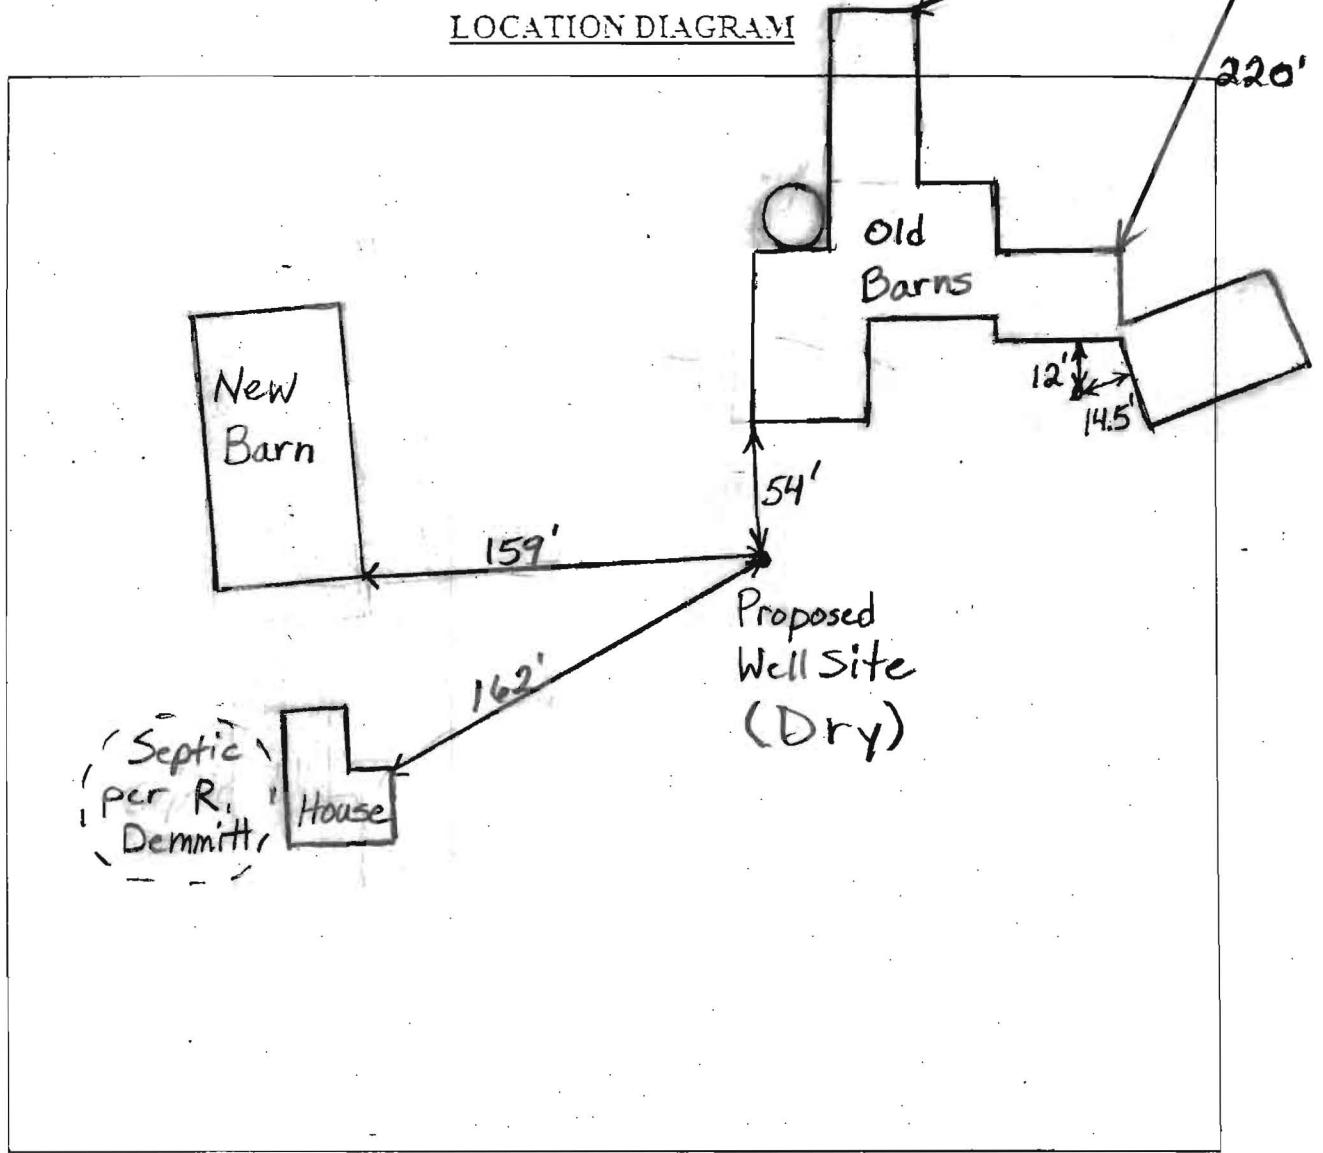 LOCATION DIAGRAM
220'
Old
Barns
New
Barn
12'
14.5'
54'
159'
Proposed
Well Site
(Dry)
162'
Septic
per R.
Demmitt
House